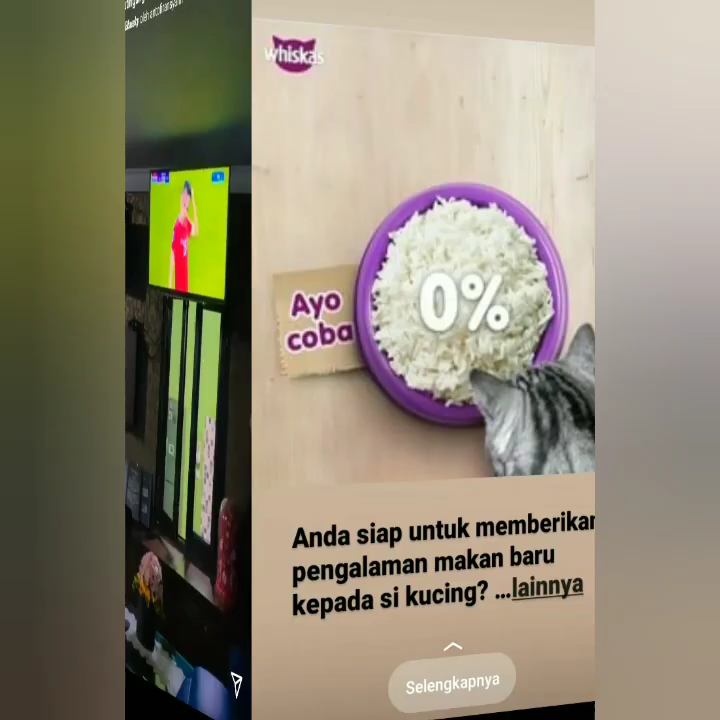 whiskas
Ayo
coba
0%
Anda siap untuk memberikan
pengalaman makan baru
kepada si kucing? ...lainnya
Selengkapnya